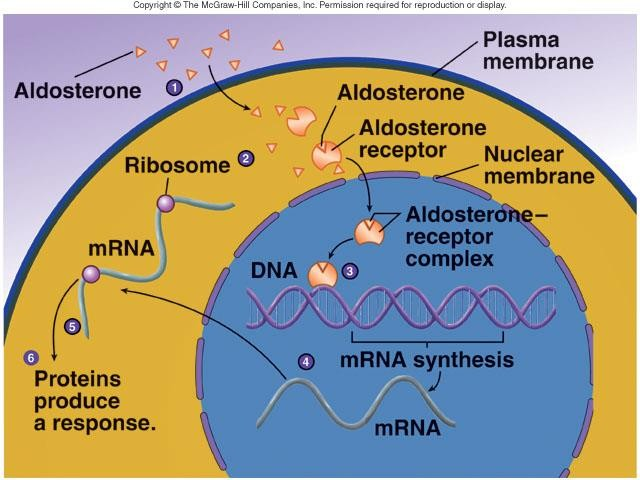 Copyright © The McGraw-Hill Companies, Inc. Permission required for reproduction or display.
Plasma
membrane
Aldosterone
1
Aldosterone
Aldosterone
receptor
Ribosome
2
Nuclear
membrane
Aldosterone–
receptor
complex
mRNA
DNA
3
5
6
Proteins
produce
a response.
4
mRNA synthesis
mRNA